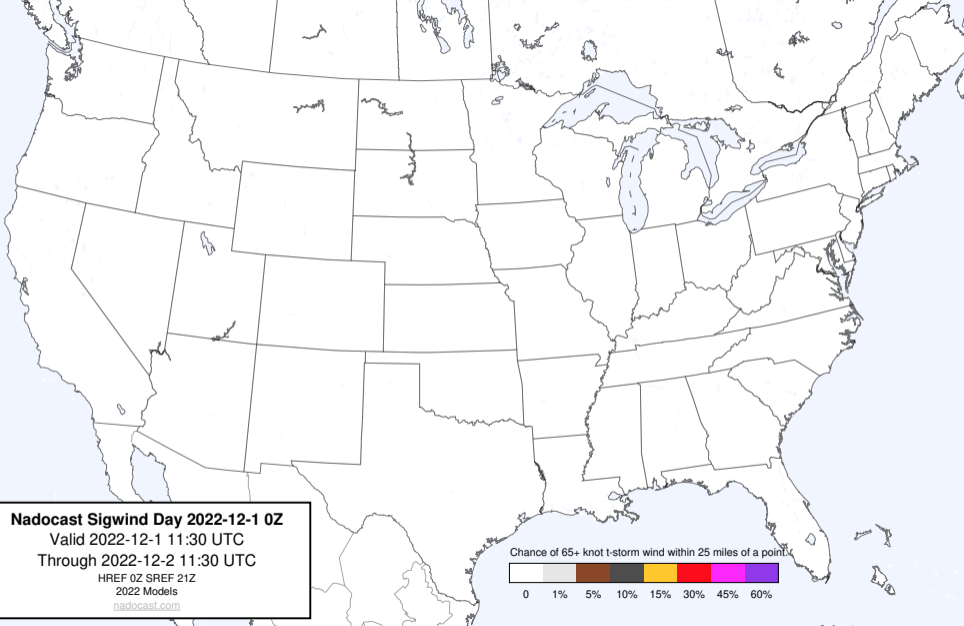 Nadocast Sigwind Day 2022-12-1 0Z
Valid 2022-12-1 11:30 UTC
Through 2022-12-2 11:30 UTC
HREF 0Z SREF 21Z
2022 Models
nadocast.com
Chance of 65+ knot t-storm wind within 25 miles of a point.
0 1% 5% 10% 15% 30% 45% 60%